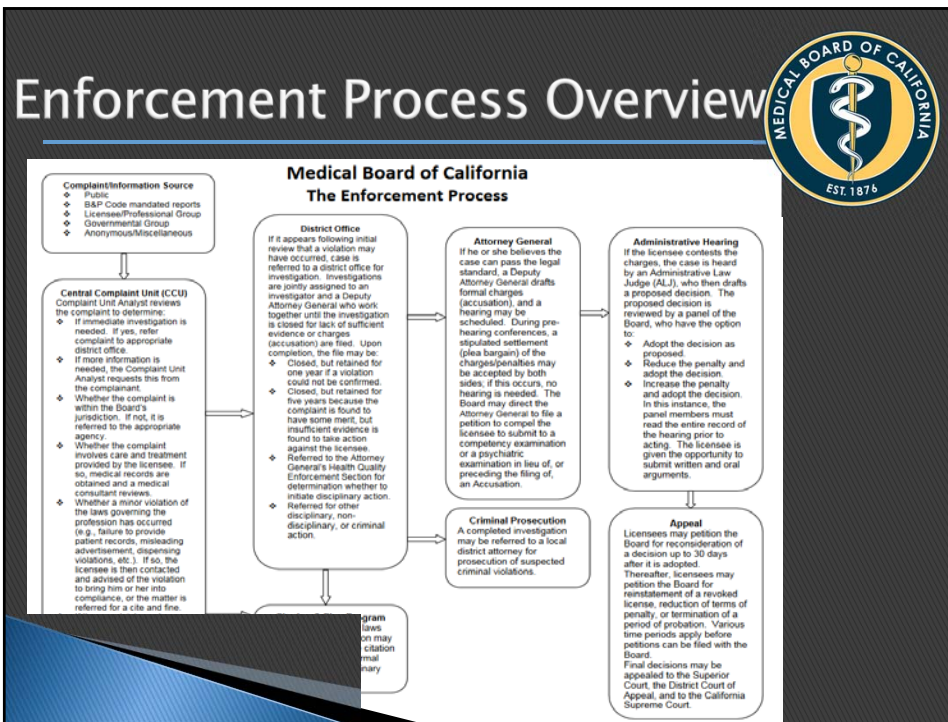 Enforcement Process Overview
MEDICAL BOARD OF CALIFORNIA
EST. 1876
Medical Board of California
The Enforcement Process
Complaint/Information Source
❖ Public
❖ B&P Code mandated reports
❖ Licensee/Professional Group
❖ Governmental Group
❖ Anonymous/Miscellaneous
Central Complaint Unit (CCU)
Complaint Unit Analyst reviews
the complaint to determine:
❖ If immediate investigation is
needed. If yes, refer
complaint to appropriate
district office.
❖ If more information is
needed, the Complaint Unit
Analyst requests this from
the complainant.
❖ Whether the complaint is
within the Board's
jurisdiction. If not, it is
referred to the appropriate
agency.
❖ Whether the complaint
involves care and treatment
provided by the licensee. If
so, medical records are
obtained and a medical
consultant reviews.
❖ Whether a minor violation of
the laws governing the
profession has occurred
(e.g., failure to provide
patient records, misleading
advertisement, dispensing
violations, etc.). If so, the
licensee is then contacted
and advised of the violation
to bring him or her into
compliance, or the matter is
referred for a cite and fine.
District Office
If it appears following initial
review that a violation may
have occurred, case is
referred to a district office for
investigation. Investigations
are jointly assigned to an
investigator and a Deputy
Attorney General who work
together until the investigation
is closed for lack of sufficient
evidence or charges
(accusation) are filed. Upon
completion, the file may be:
❖ Closed, but retained for
one year if a violation
could not be confirmed.
❖ Closed, but retained for
five years because the
complaint is found to
have some merit, but
insufficient evidence is
found to take action
against the licensee.
❖ Referred to the Attorney
General's Health Quality
Enforcement Section for
determination whether to
initiate disciplinary action.
❖ Referred for other
disciplinary, non-
disciplinary, or criminal
action.
gram
laws
on may
citation
rmal
inary
Attorney General
If he or she believes the
case can pass the legal
standard, a Deputy
Attorney General drafts
formal charges
(accusation), and a
hearing may be
scheduled. During pre-
hearing conferences, a
stipulated settlement
(plea bargain) of the
charges/penalties may
be accepted by both
sides; if this occurs, no
hearing is needed. The
Board may direct the
Attorney General to file a
petition to compel the
licensee to submit to a
competency examination
or a psychiatric
examination in lieu of, or
preceding the filing of,
an Accusation.
Criminal Prosecution
A completed investigation
may be referred to a local
district attorney for
prosecution of suspected
criminal violations.
Administrative Hearing
If the licensee contests the
charges, the case is heard
by an Administrative Law
Judge (ALJ), who then drafts
a proposed decision. The
proposed decision is
reviewed by a panel of the
Board, who have the option
to:
❖ Adopt the decision as
proposed.
❖ Reduce the penalty and
adopt the decision.
❖ Increase the penalty
and adopt the decision.
In this instance, the
panel members must
read the entire record of
the hearing prior to
acting. The licensee is
given the opportunity to
submit written and oral
arguments.
Appeal
Licensees may petition the
Board for reconsideration of
a decision up to 30 days
after it is adopted.
Thereafter, licensees may
petition the Board for
reinstatement of a revoked
license, reduction of terms of
penalty, or termination of a
period of probation. Various
time periods apply before
petitions can be filed with the
Board.
Final decisions may be
appealed to the Superior
Court, the District Court of
Appeal, and to the California
Supreme Court.